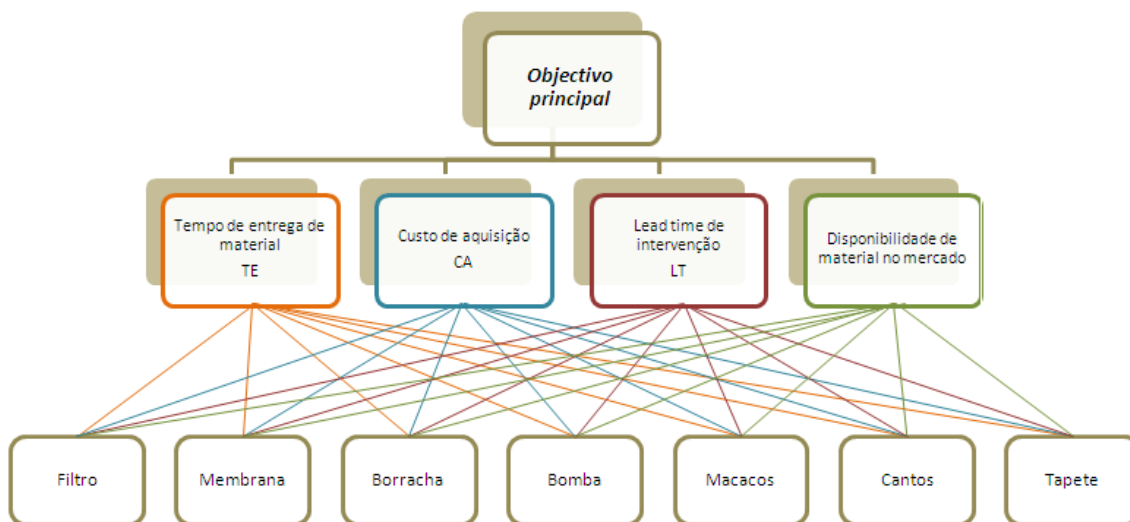 Objectivo
principal
Tempo de entrega de
material
TE
Custo de aquisição
CA
Lead time de
intervenção
LT
Disponibilidade de
material no mercado
Filtro
Membrana
Borracha
Bomba
Macacos
Cantos
Tapete